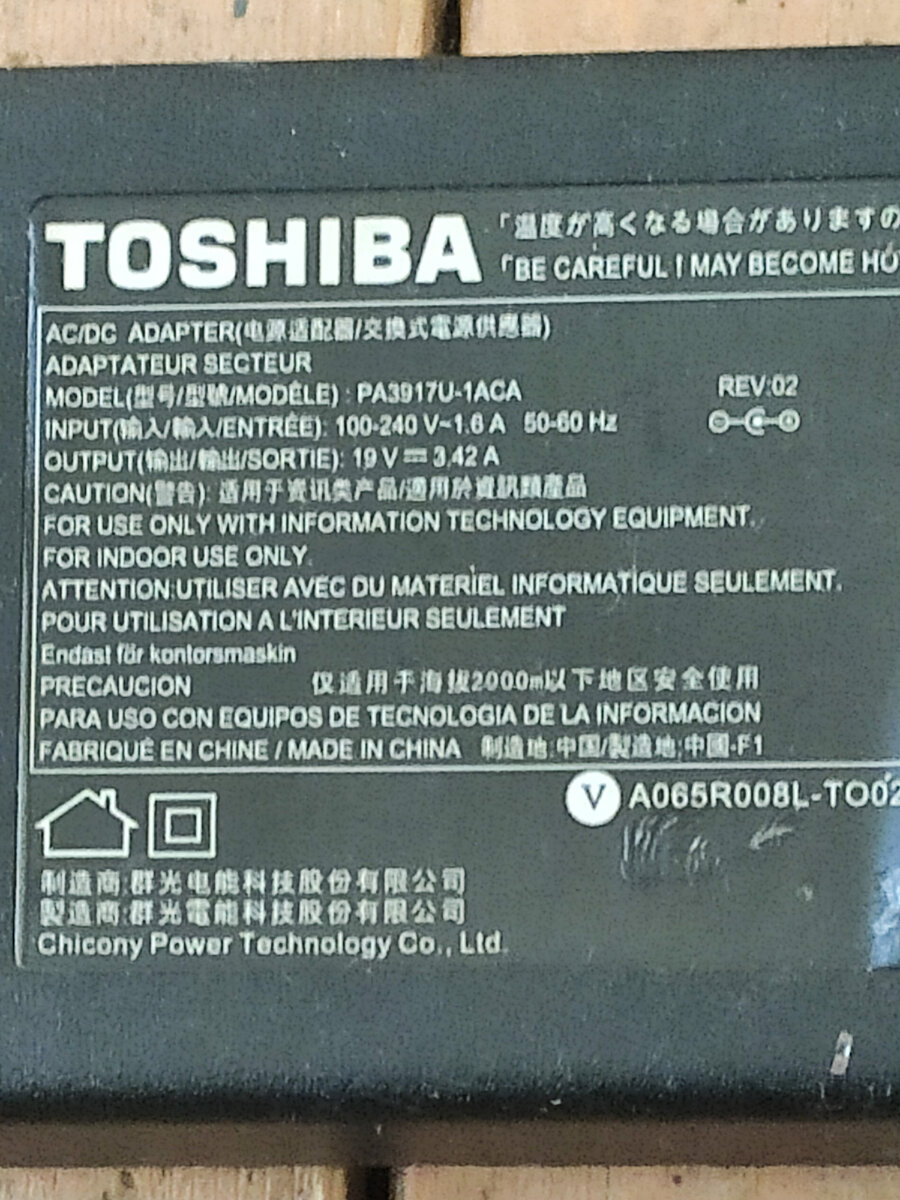 TOSHIBA
「温度が高くなる場合がありますの
「BE CAREFUL I MAY BECOME HO
AC/DC ADAPTER(电源适配器/交換式電源供應器)
ADAPTATEUR SECTEUR
MODEL(型号/型號/MODÈLE) : PA3917U-1ACA
REV:02
INPUT(输入/輸入/ENTRÉE): 100-240 V~1.6 A 50-60 Hz
OUTPUT(输出/輸出/SORTIE): 19 V⎓3.42 A
CAUTION(警告): 适用于资讯类产品/適用於資訊類產品
FOR USE ONLY WITH INFORMATION TECHNOLOGY EQUIPMENT.
FOR INDOOR USE ONLY.
ATTENTION:UTILISER AVEC DU MATERIEL INFORMATIQUE SEULEMENT.
POUR UTILISATION A L'INTERIEUR SEULEMENT
Endast för kontorsmaskin
PRECAUCION 仅适用于海拔2000m以下地区安全使用
PARA USO CON EQUIPOS DE TECNOLOGIA DE LA INFORMACION
FABRIQUÉ EN CHINE / MADE IN CHINA 制造地:中国/製造地:中國-F1
V A065R008L-TO02
制造商:群光电能科技股份有限公司
製造商:群光電能科技股份有限公司
Chicony Power Technology Co., Ltd.